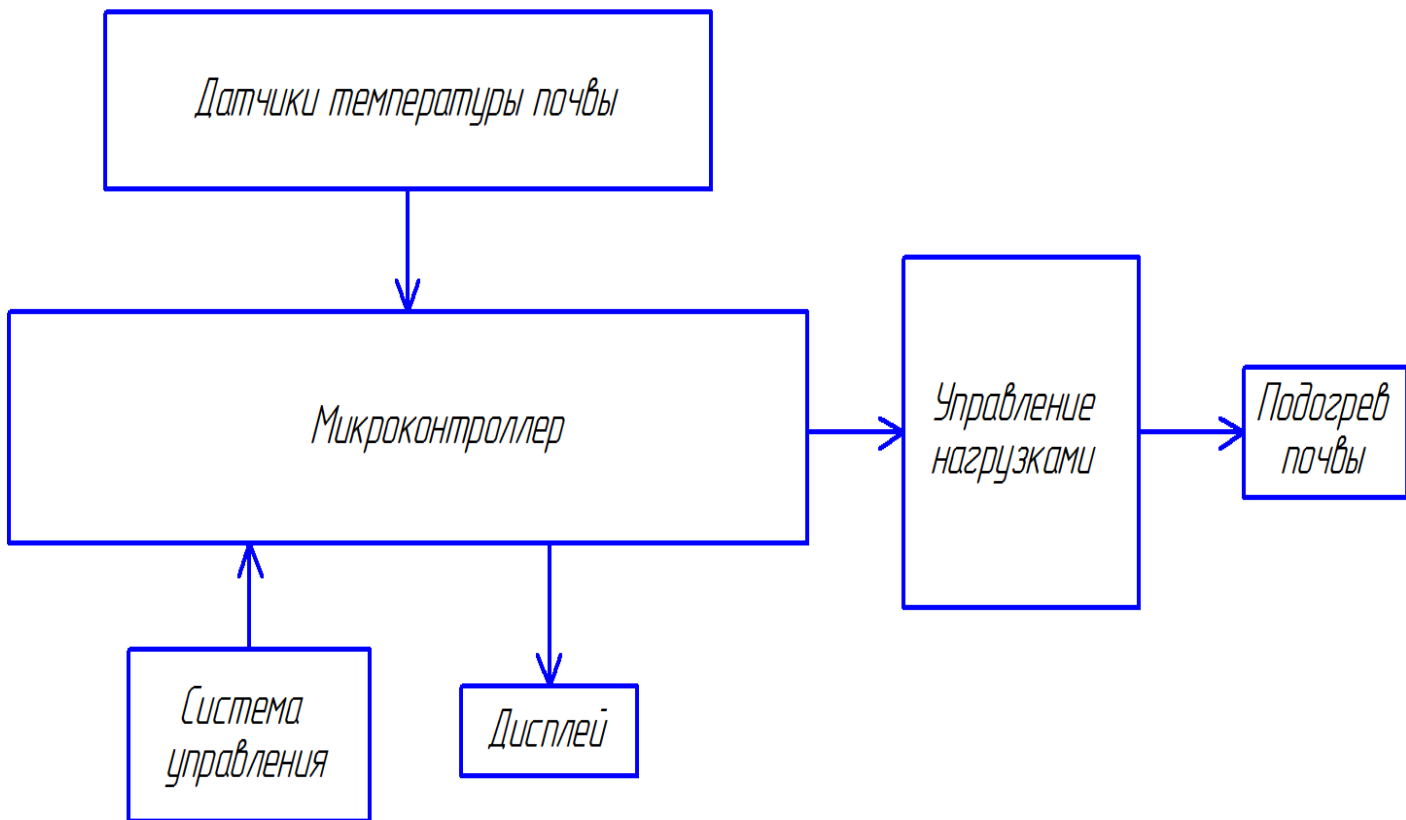 Датчики температуры почвы
Микроконтроллер
Управление
нагрузками
Подогрев
почвы
Система
управления
Дисплей